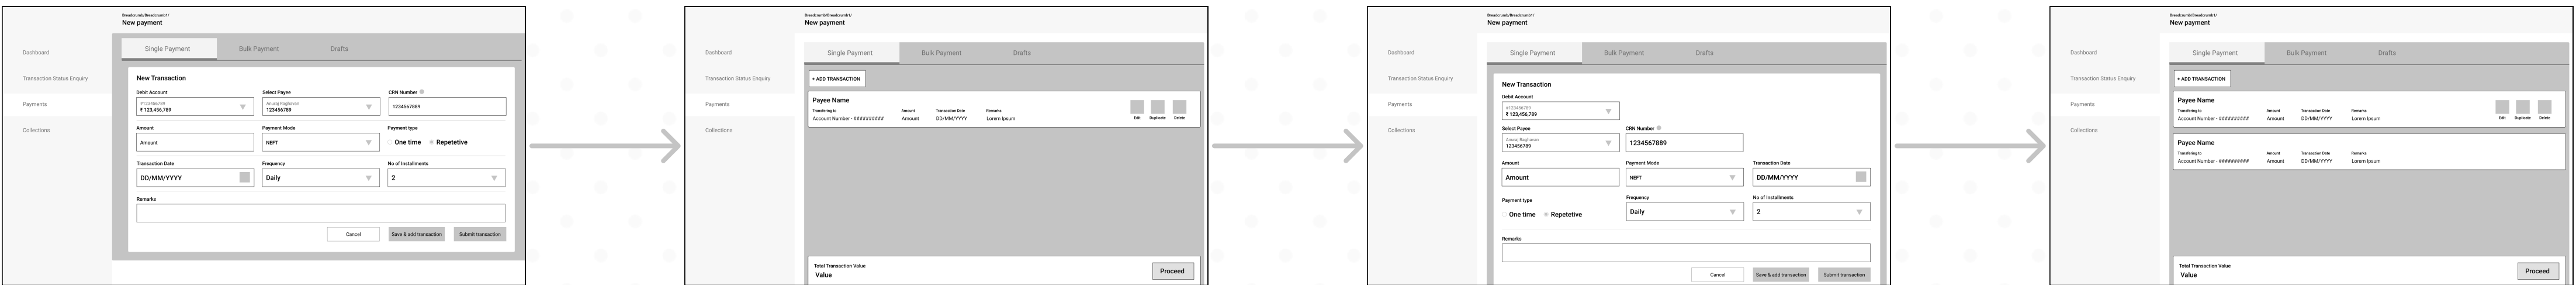 Breadcrumb/Breadcrumb1/
New payment
Dashboard
Transaction Status Enquiry
Payments
Collections
Single Payment Bulk Payment Drafts
New Transaction
Debit Account Select Payee CRN Number
#123456789 Anuraj Raghavan
₹ 123,456,789 123456789 1234567889
Amount Payment Mode Payment type
Amount NEFT One time Repetetive
Transaction Date Frequency No of Installments
DD/MM/YYYY Daily 2
Remarks
Cancel Save & add transaction Submit transaction
Breadcrumb/Breadcrumb1/
New payment
Dashboard
Transaction Status Enquiry
Payments
Collections
Single Payment Bulk Payment Drafts
+ ADD TRANSACTION
Payee Name
Transfering to Amount Transaction Date Remarks
Account Number - ########## Amount DD/MM/YYYY Lorem Ipsum
Edit Duplicate Delete
Total Transaction Value
Value
Proceed
Breadcrumb/Breadcrumb1/
New payment
Dashboard
Transaction Status Enquiry
Payments
Collections
Single Payment Bulk Payment Drafts
New Transaction
Debit Account
#123456789
₹ 123,456,789
Select Payee CRN Number
Anuraj Raghavan
123456789 1234567889
Amount Payment Mode Transaction Date
Amount NEFT DD/MM/YYYY
Payment type Frequency No of Installments
One time Repetetive Daily 2
Remarks
Cancel Save & add transaction Submit transaction
Breadcrumb/Breadcrumb1/
New payment
Dashboard
Transaction Status Enquiry
Payments
Collections
Single Payment Bulk Payment Drafts
+ ADD TRANSACTION
Payee Name
Transfering to Amount Transaction Date Remarks
Account Number - ########## Amount DD/MM/YYYY Lorem Ipsum
Edit Duplicate Delete
Payee Name
Transfering to Amount Transaction Date Remarks
Account Number - ########## Amount DD/MM/YYYY Lorem Ipsum
Total Transaction Value
Value
Proceed